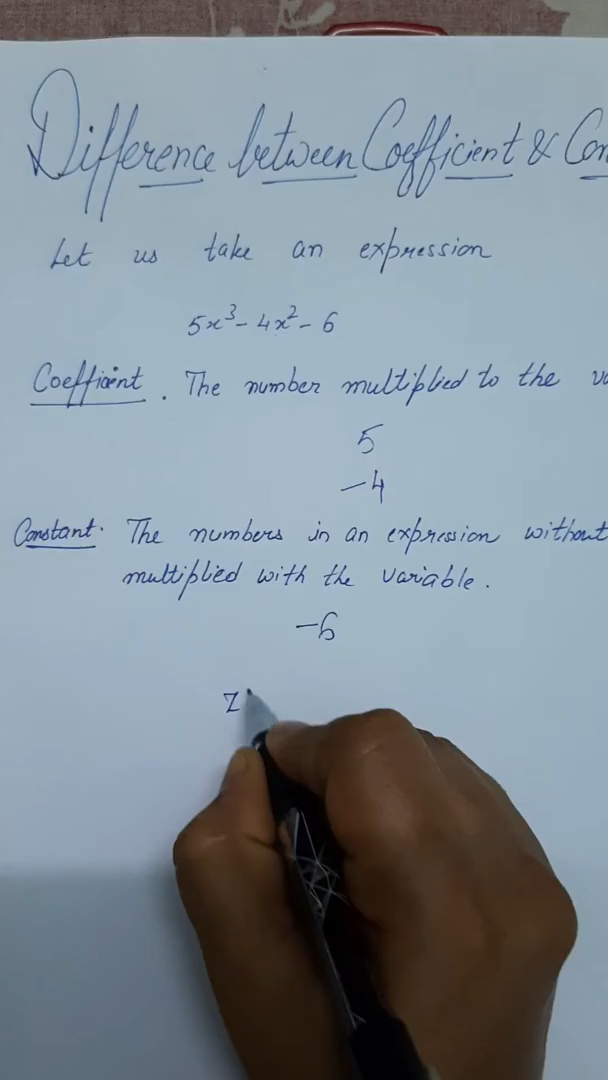 Difference between Coefficient & Con
Let us take an expression
5x³ - 4x² - 6
Coefficient. The number multiplied to the va
5
-4
Constant. The numbers in an expression without
multiplied with the variable.
-6
Z